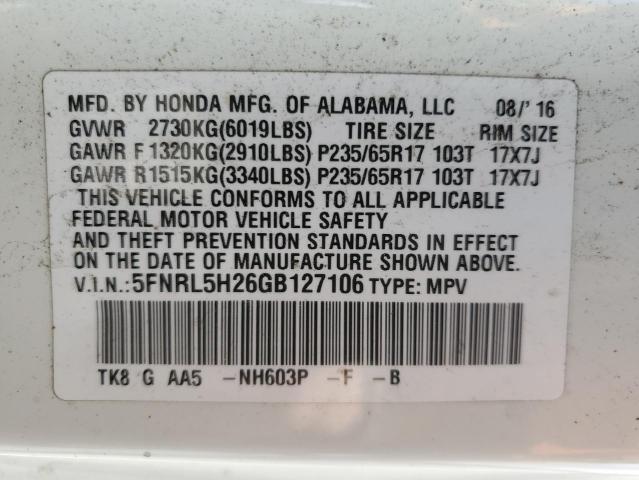 MFD. BY HONDA MFG. OF ALABAMA, LLC 08/'16
GVWR 2730KG(6019LBS) TIRE SIZE RIM SIZE
GAWR F1320KG(2910LBS) P235/65R17 103T 17X7J
GAWR R1515KG(3340LBS) P235/65R17 103T 17X7J
THIS VEHICLE CONFORMS TO ALL APPLICABLE
FEDERAL MOTOR VEHICLE SAFETY
AND THEFT PREVENTION STANDARDS IN EFFECT
ON THE DATE OF MANUFACTURE SHOWN ABOVE.
V.I.N.:5FNRL5H26GB127106 TYPE: MPV
TK8 G AA5 -NH603P -F -B